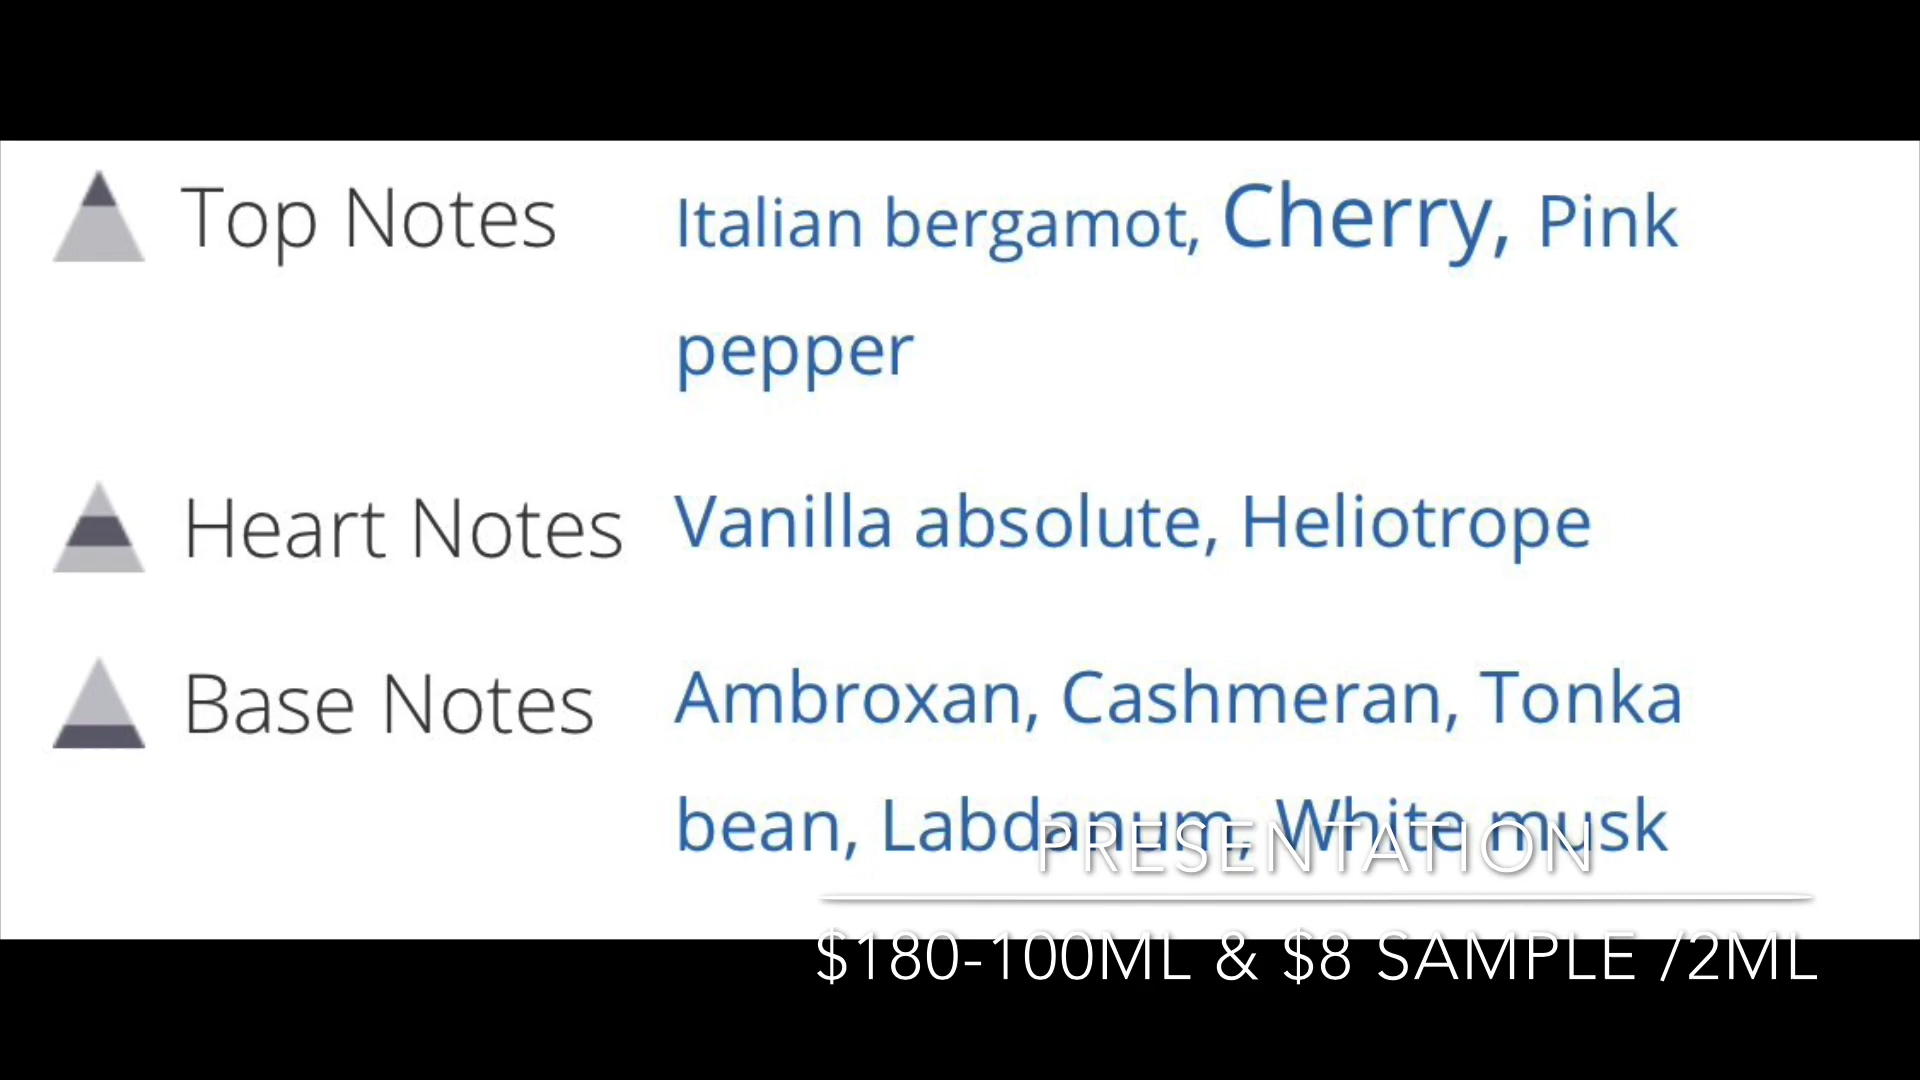 Top Notes Italian bergamot, Cherry, Pink
pepper
Heart Notes Vanilla absolute, Heliotrope
Base Notes Ambroxan, Cashmeran, Tonka
bean, Labdanum, White musk
PRESENTATION
$180-100ML & $8 SAMPLE /2ML